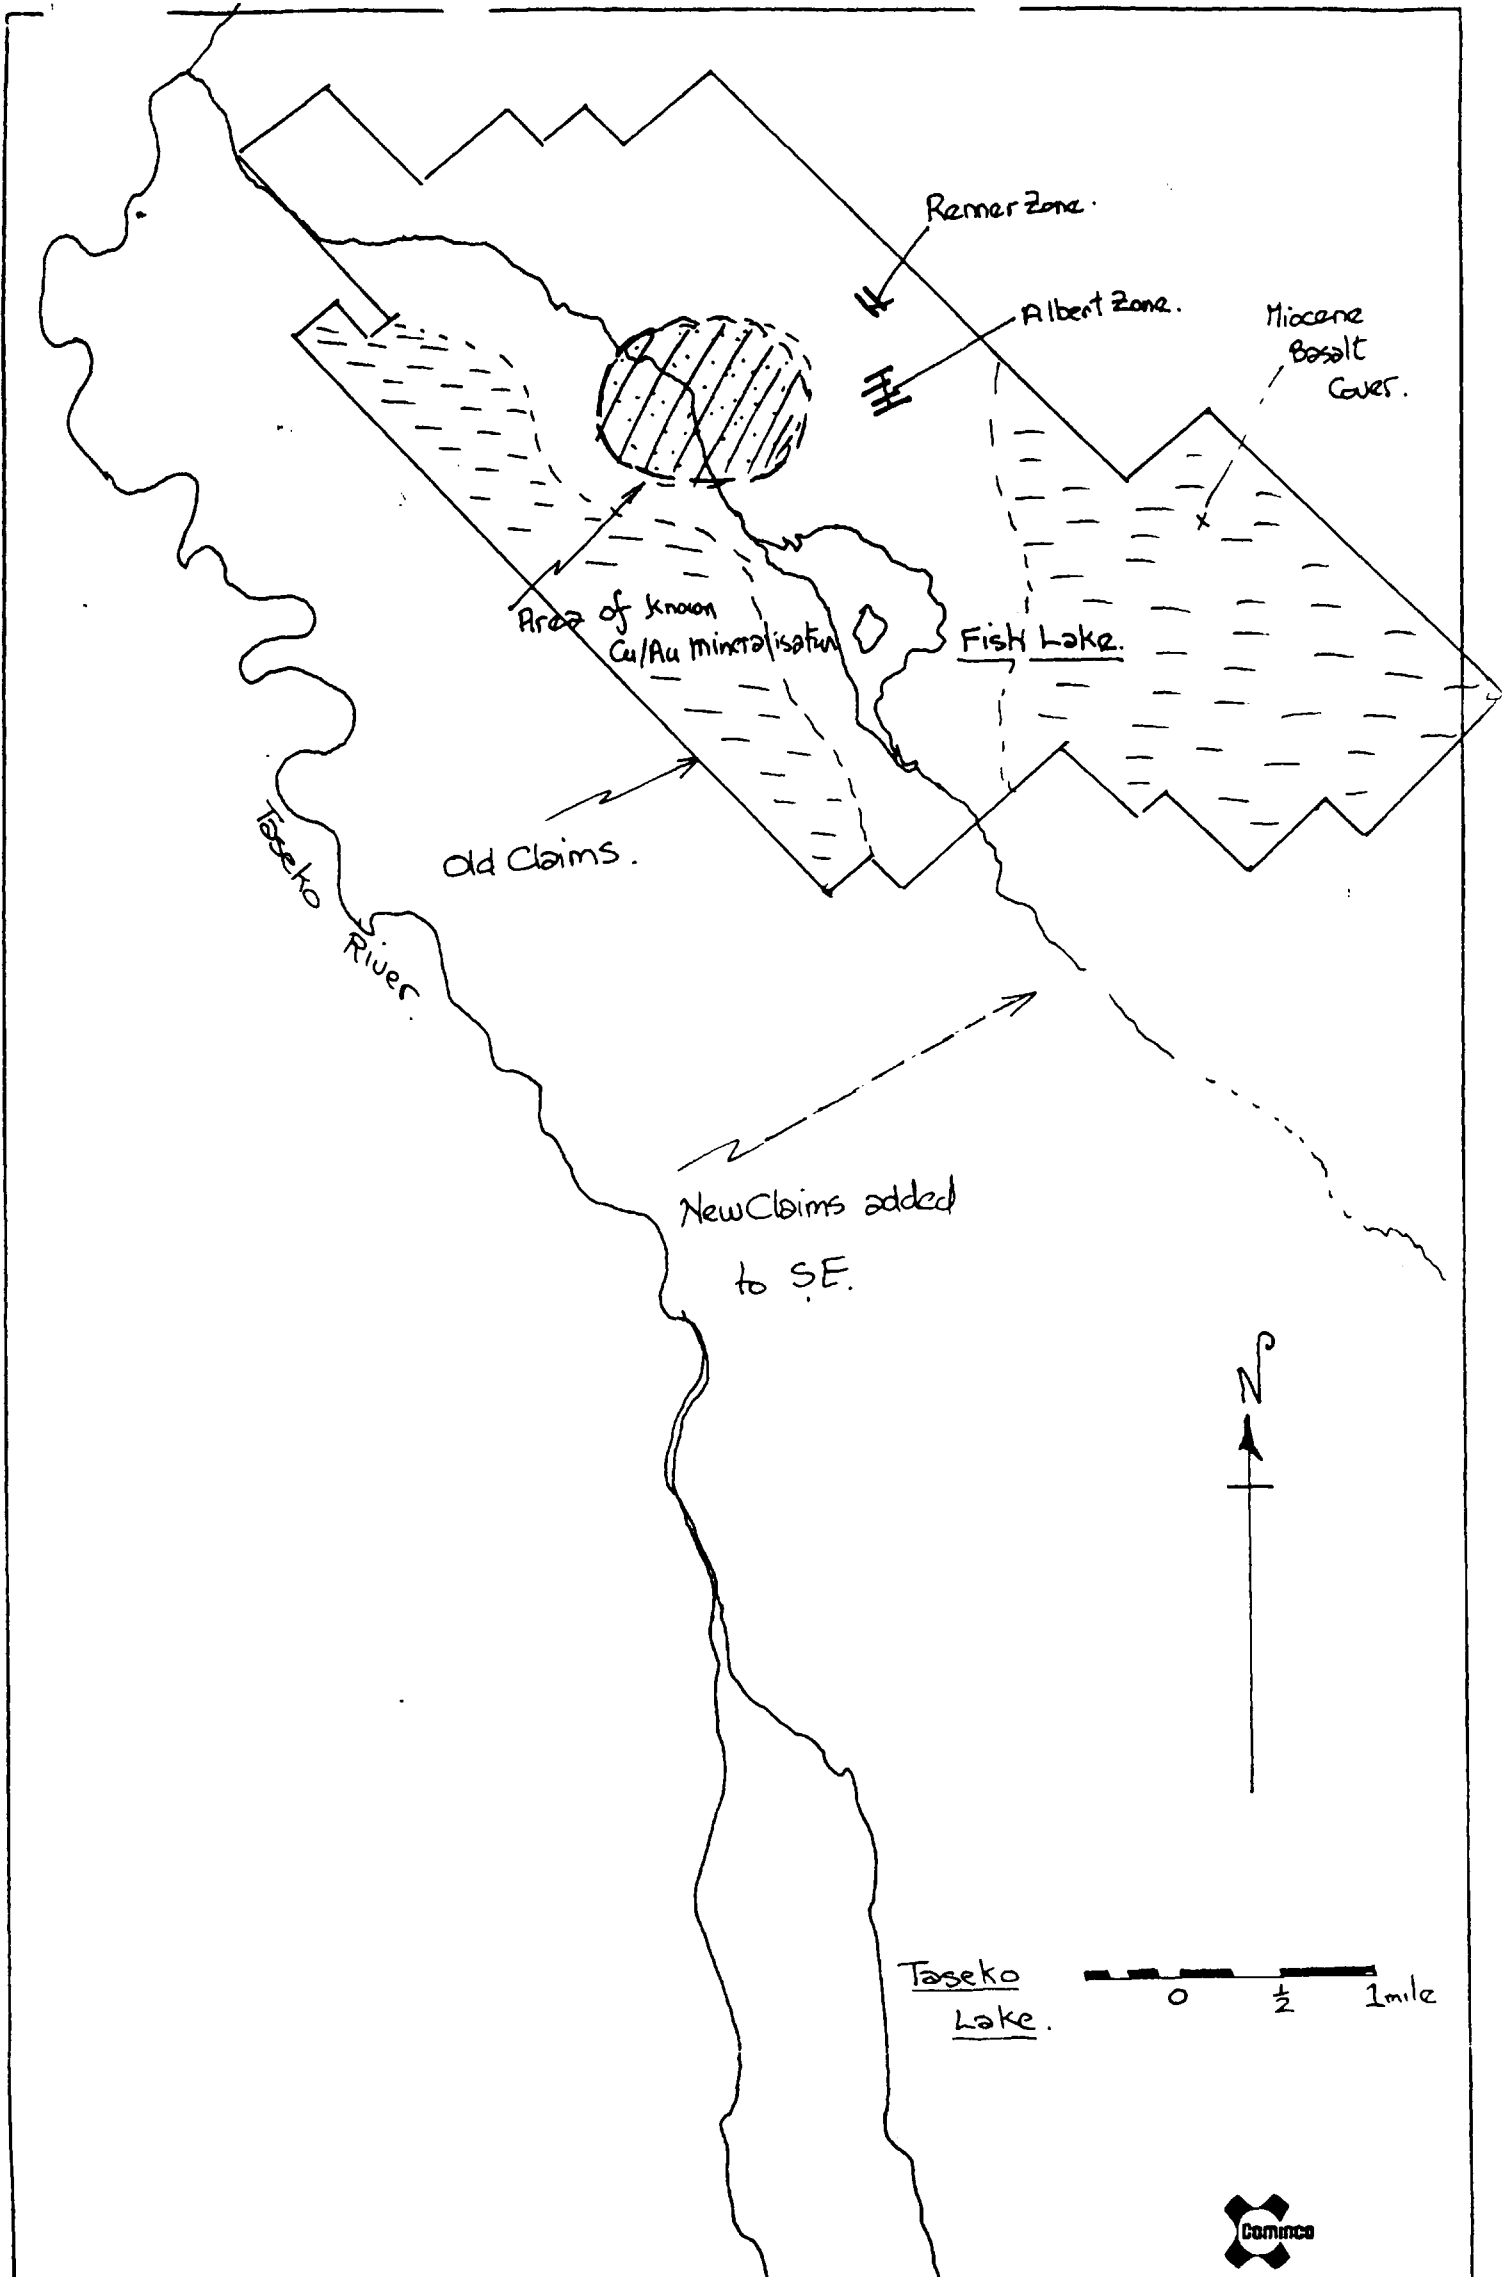 Renner Zone.
Albert Zone.
Miocene
Basalt
Cover.
Area of known
Cu/Au mineralisation
Fish Lake.
Old Claims.
Taseko
River
New Claims added
to S.E.
N
Taseko
Lake.
0 ½ 1 mile
Cominco